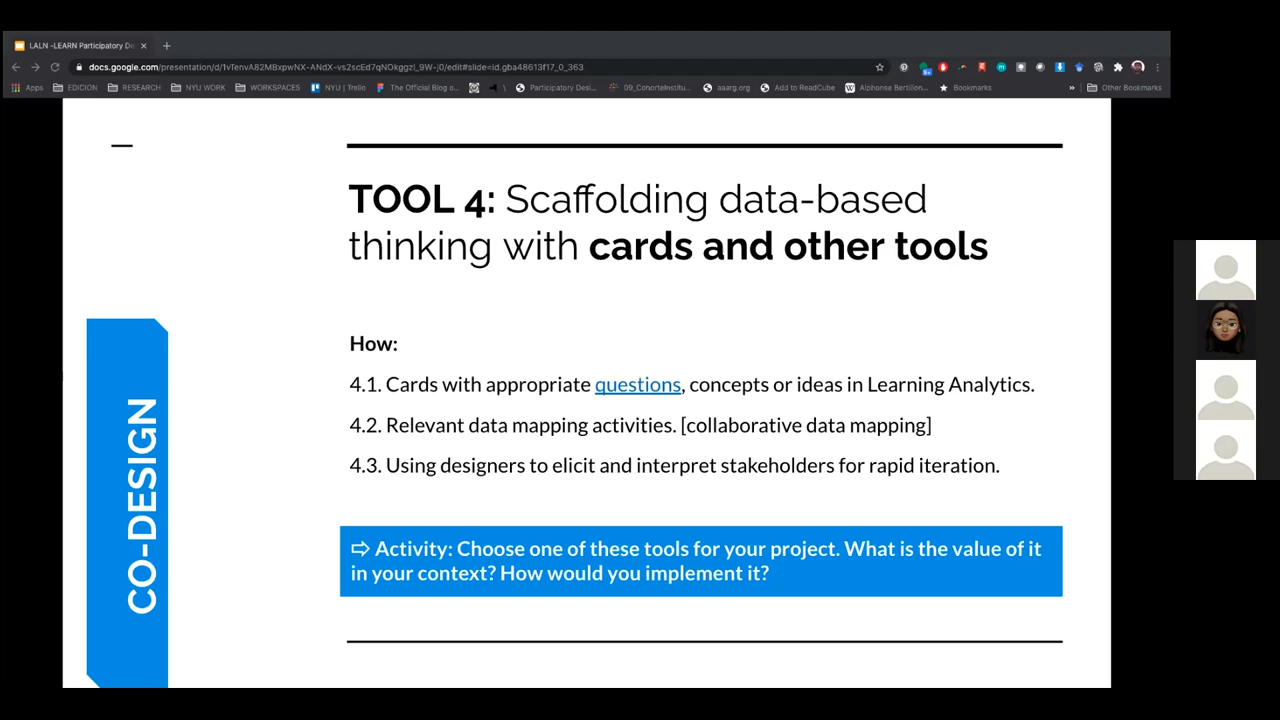 LALN -LEARN Participatory De
docs.google.com/presentation/d/1vTenvA82MBxpwNX-ANdX-vs2scEd7qNOkggzl_9W-j0/edit#slide=id.gba48613f17_0_363
Apps EDICION RESEARCH NYU WORK WORKSPACES NYU | Trello The Official Blog o... Participatory Desi... 09_CohorteInstitu... aaarg.org Add to ReadCube Alphonse Bertillon... Bookmarks » Other Bookmarks
TOOL 4: Scaffolding data-based
thinking with cards and other tools
How:
4.1. Cards with appropriate questions, concepts or ideas in Learning Analytics.
4.2. Relevant data mapping activities. [collaborative data mapping]
4.3. Using designers to elicit and interpret stakeholders for rapid iteration.
⇨ Activity: Choose one of these tools for your project. What is the value of it
in your context? How would you implement it?
CO-DESIGN